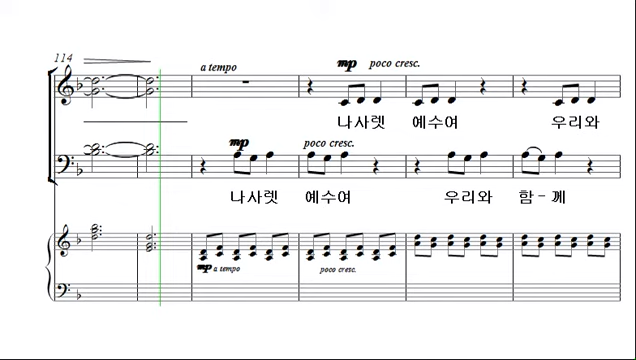 114
a tempo
mp poco cresc.
나사렛 예수여 우리와
mp poco cresc.
나사렛 예수여 우리와 함-께
mp a tempo poco cresc.